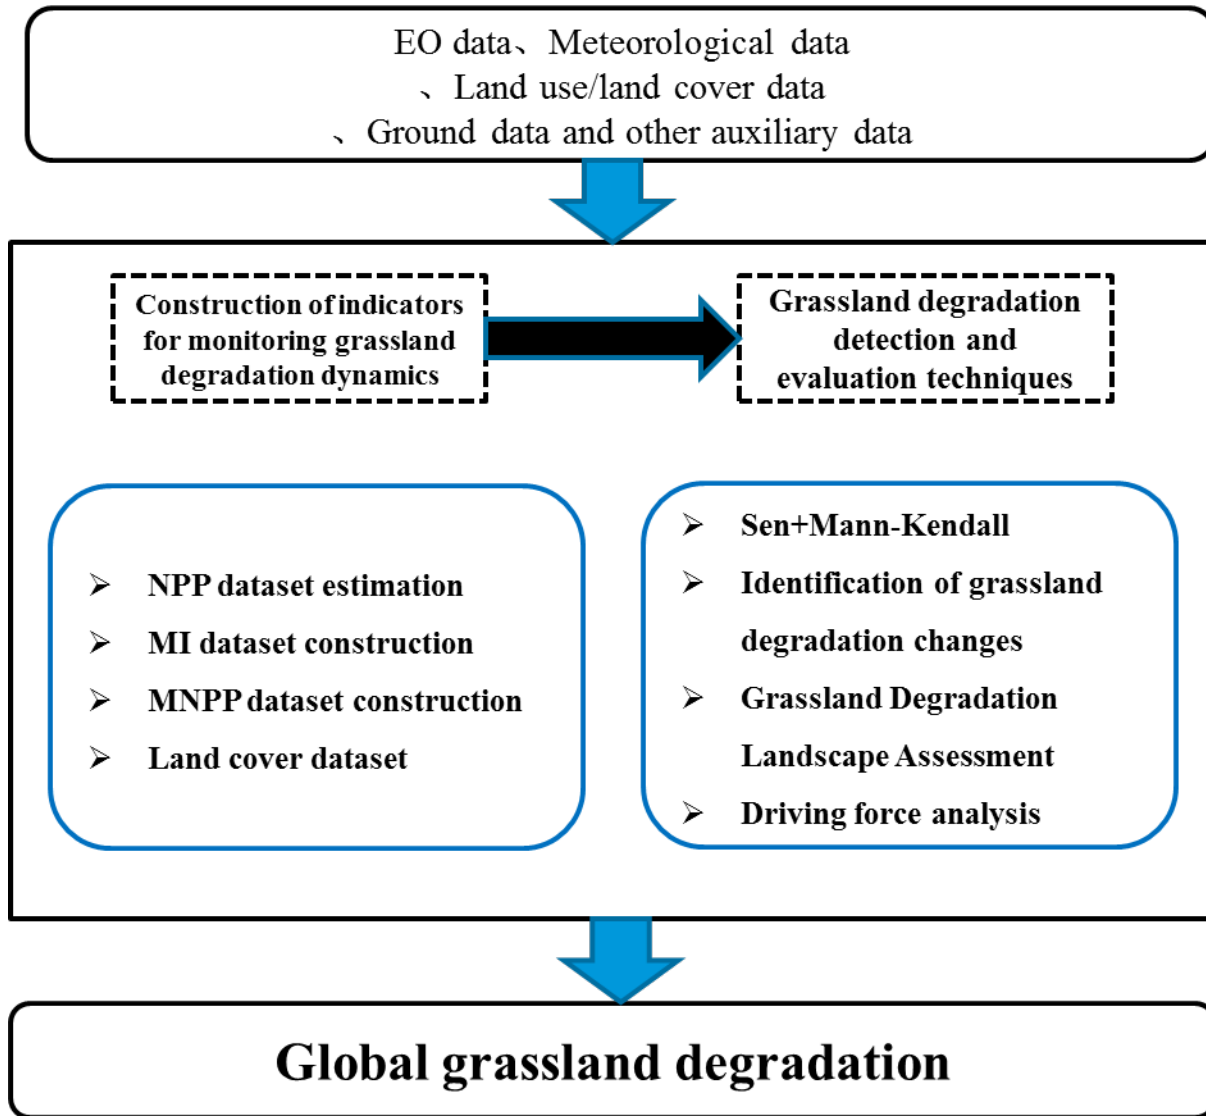 EO data、Meteorological data
、Land use/land cover data
、Ground data and other auxiliary data
Construction of indicators
for monitoring grassland
degradation dynamics
Grassland degradation
detection and
evaluation techniques
➢ NPP dataset estimation
➢ MI dataset construction
➢ MNPP dataset construction
➢ Land cover dataset
➢ Sen+Mann-Kendall
➢ Identification of grassland
degradation changes
➢ Grassland Degradation
Landscape Assessment
➢ Driving force analysis
Global grassland degradation